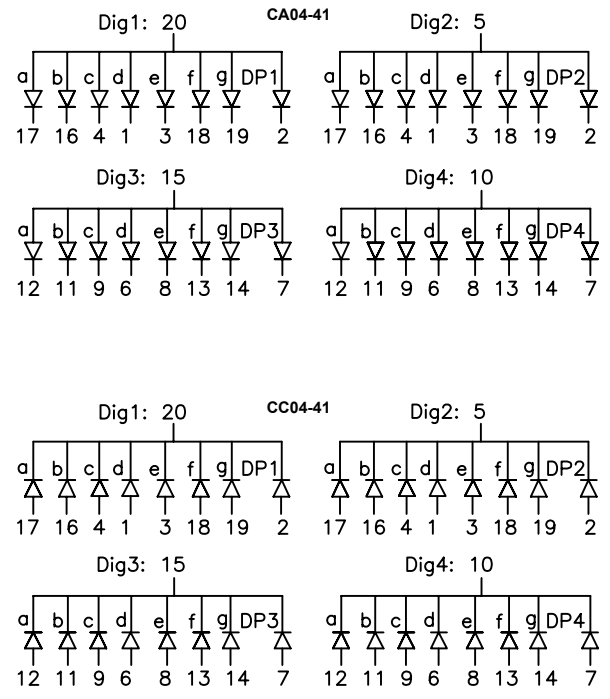 CA04-41
Dig1: 20 Dig2: 5
a b c d e f g DP1 a b c d e f g DP2
17 16 4 1 3 18 19 2 17 16 4 1 3 18 19 2
Dig3: 15 Dig4: 10
a b c d e f g DP3 a b c d e f g DP4
12 11 9 6 8 13 14 7 12 11 9 6 8 13 14 7
CC04-41
Dig1: 20 Dig2: 5
a b c d e f g DP1 a b c d e f g DP2
17 16 4 1 3 18 19 2 17 16 4 1 3 18 19 2
Dig3: 15 Dig4: 10
a b c d e f g DP3 a b c d e f g DP4
12 11 9 6 8 13 14 7 12 11 9 6 8 13 14 7